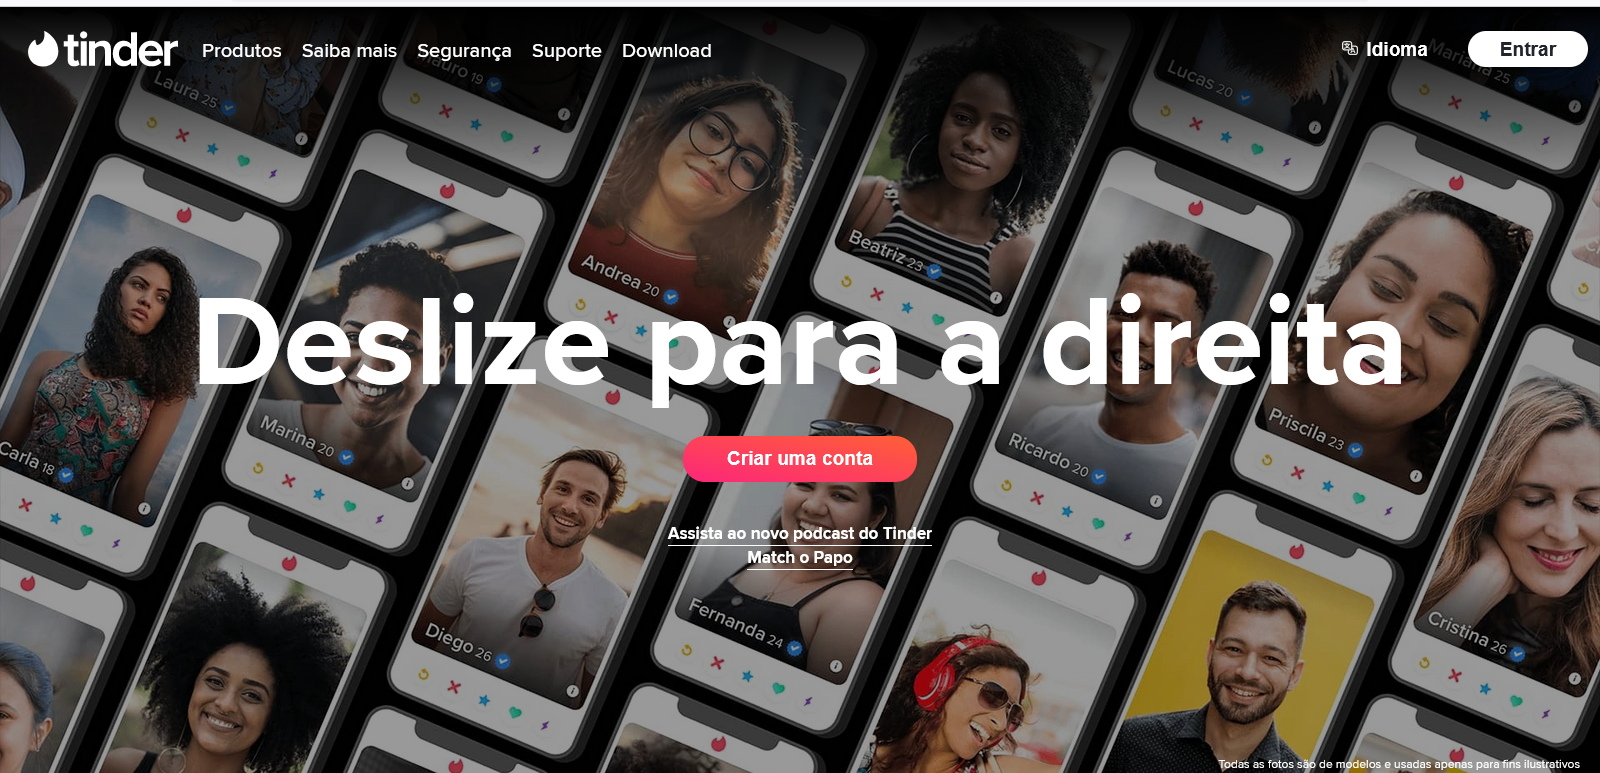 tinder Produtos Saiba mais Segurança Suporte Download Idioma Entrar
Laura 25
Mauro 19
Lucas 20
Mariana 25
Andrea 20
Beatriz 23
Deslize para a direita
Carla 18
Marina 20
Ricardo 20
Priscila 23
Criar uma conta
Assista ao novo podcast do Tinder
Match o Papo
Diego 26
Fernanda 24
Cristina 26
Todas as fotos são de modelos e usadas apenas para fins ilustrativos